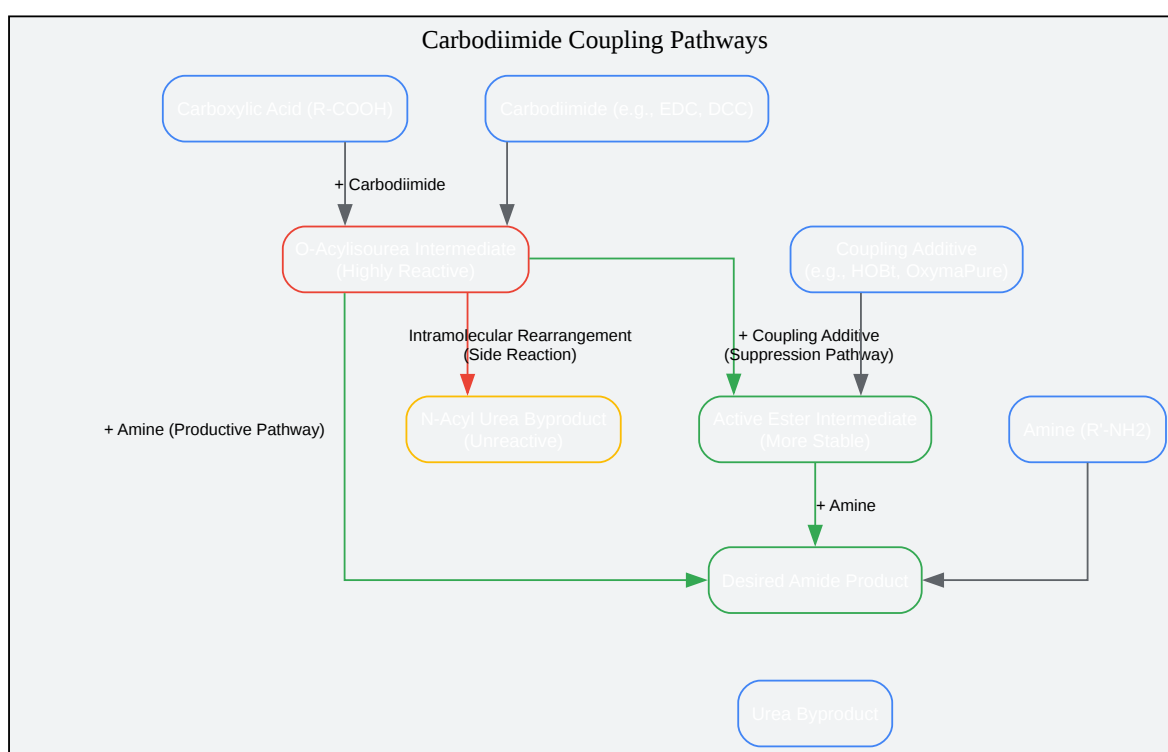 Carbodiimide Coupling Pathways
Carboxylic Acid (R-COOH)
Carbodiimide (e.g., EDC, DCC)
+ Carbodiimide
O-Acylisourea Intermediate
(Highly Reactive)
Coupling Additive
(e.g., HOBt, OxymaPure)
Intramolecular Rearrangement
(Side Reaction)
+ Coupling Additive
(Suppression Pathway)
+ Amine (Productive Pathway)
N-Acyl Urea Byproduct
(Unreactive)
Active Ester Intermediate
(More Stable)
Amine (R'-NH2)
+ Amine
Desired Amide Product
Urea Byproduct